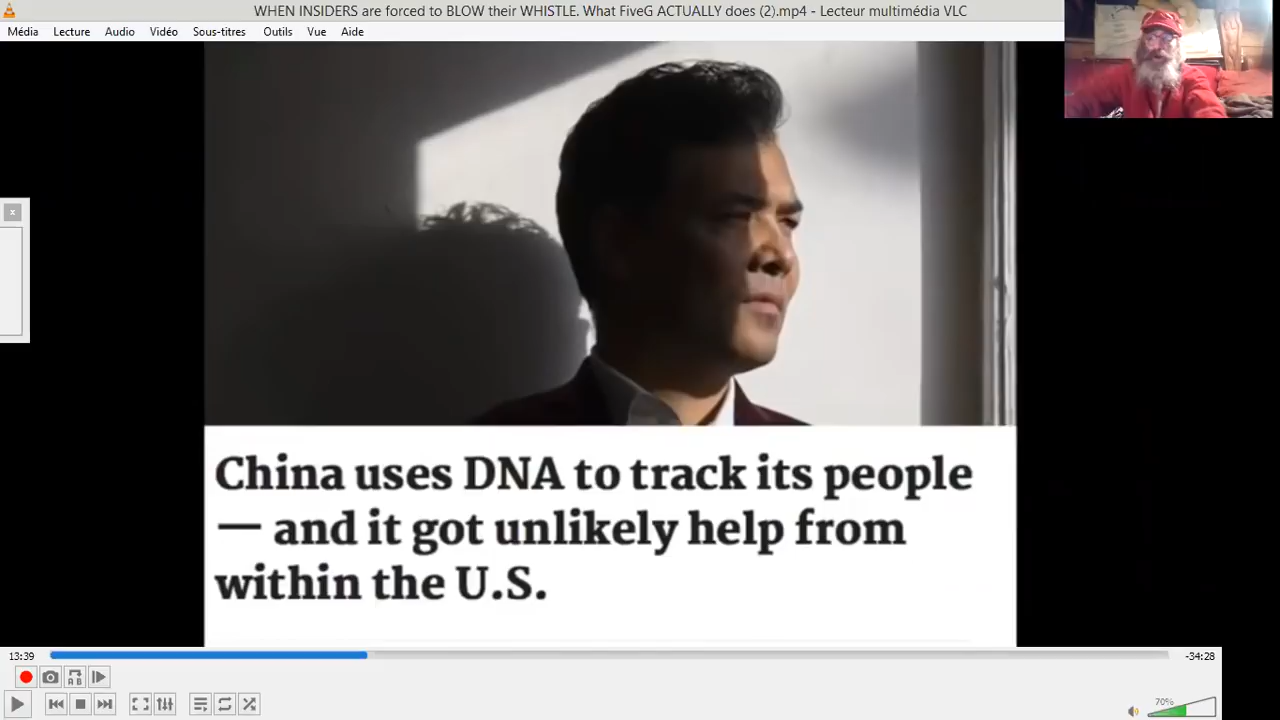 WHEN INSIDERS are forced to BLOW their WHISTLE. What FiveG ACTUALLY does (2).mp4 - Lecteur multimédia VLC
Média Lecture Audio Vidéo Sous-titres Outils Vue Aide
x
China uses DNA to track its people
— and it got unlikely help from
within the U.S.
13:39
-34:28
A B
70%